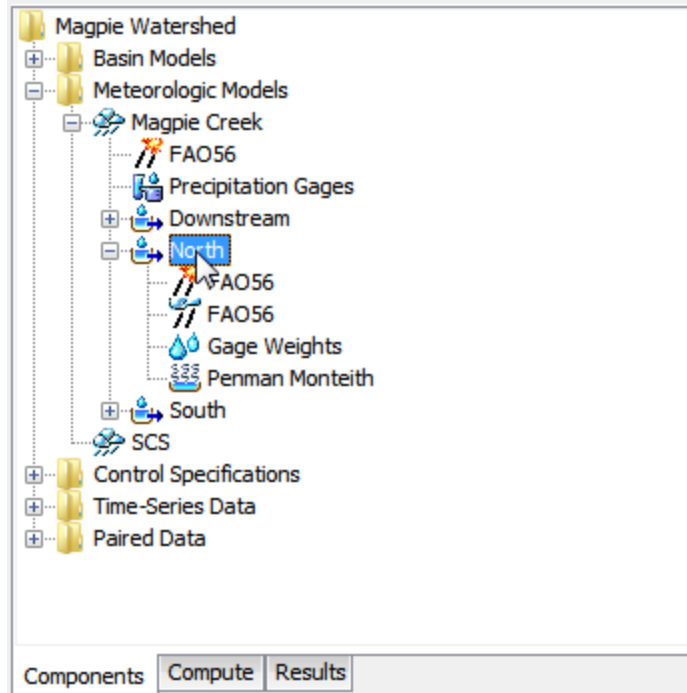 Magpie Watershed
Basin Models
Meteorologic Models
Magpie Creek
FAO56
Precipitation Gages
Downstream
North
FAO56
FAO56
Gage Weights
Penman Monteith
South
SCS
Control Specifications
Time-Series Data
Paired Data
Components Compute Results